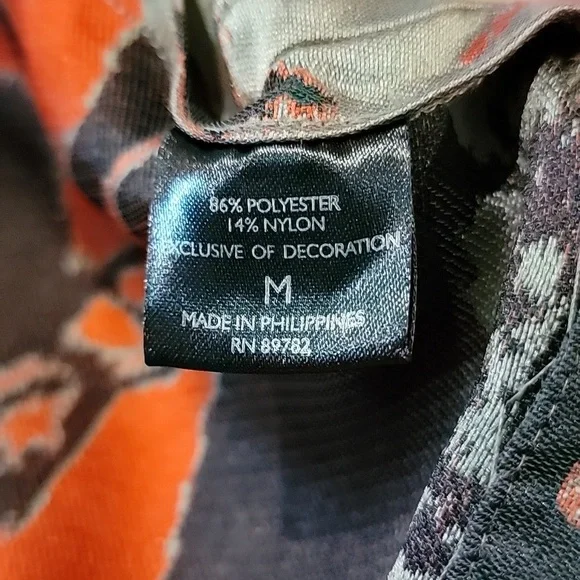 86% POLYESTER
14% NYLON
EXCLUSIVE OF DECORATION
M
MADE IN PHILIPPINES
RN 89782